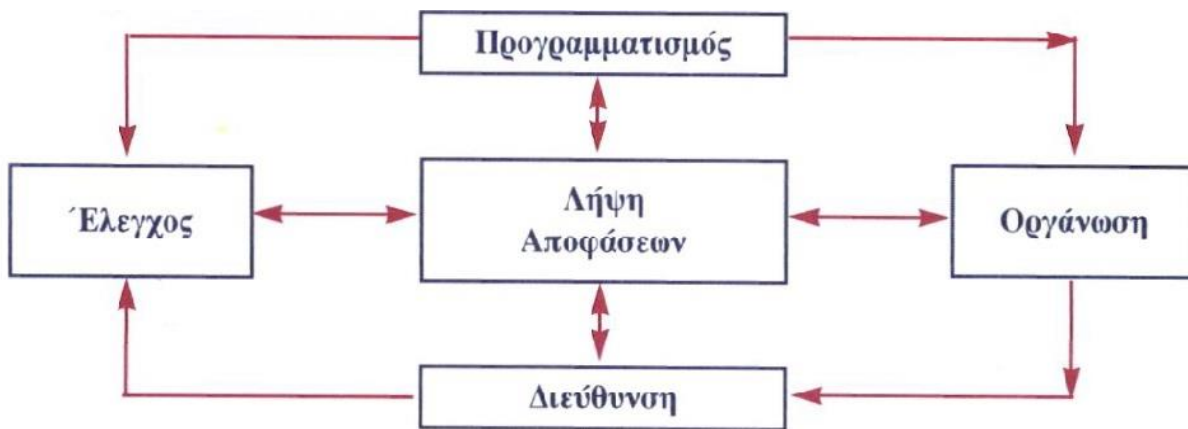 Προγραμματισμός
Έλεγχος
Λήψη
Αποφάσεων
Οργάνωση
Διεύθυνση